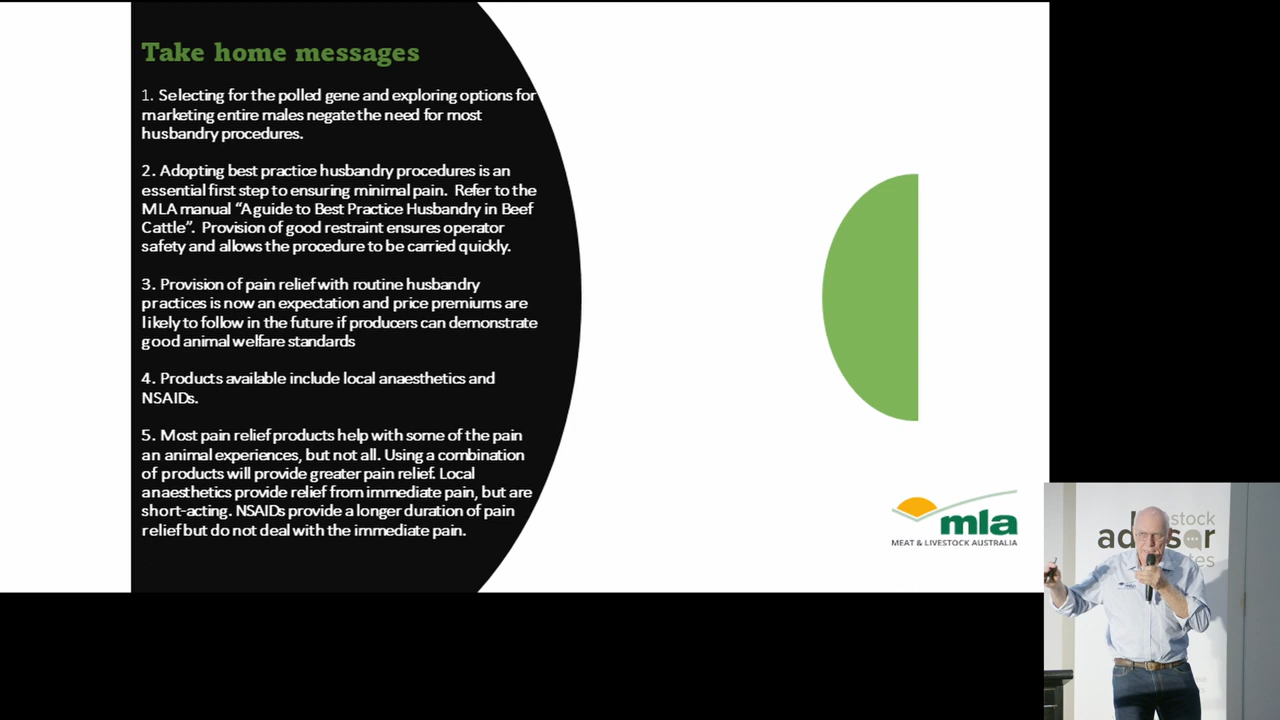 Take home messages
1. Selecting for the polled gene and exploring options for
marketing entire males negate the need for most
husbandry procedures.
2. Adopting best practice husbandry procedures is an
essential first step to ensuring minimal pain. Refer to the
MLA manual “A guide to Best Practice Husbandry in Beef
Cattle”. Provision of good restraint ensures operator
safety and allows the procedure to be carried quickly.
3. Provision of pain relief with routine husbandry
practices is now an expectation and price premiums are
likely to follow in the future if producers can demonstrate
good animal welfare standards
4. Products available include local anaesthetics and
NSAIDs.
5. Most pain relief products help with some of the pain
an animal experiences, but not all. Using a combination
of products will provide greater pain relief. Local
anaesthetics provide relief from immediate pain, but are
short-acting. NSAIDs provide a longer duration of pain
relief but do not deal with the immediate pain.
mla
MEAT & LIVESTOCK AUSTRALIA